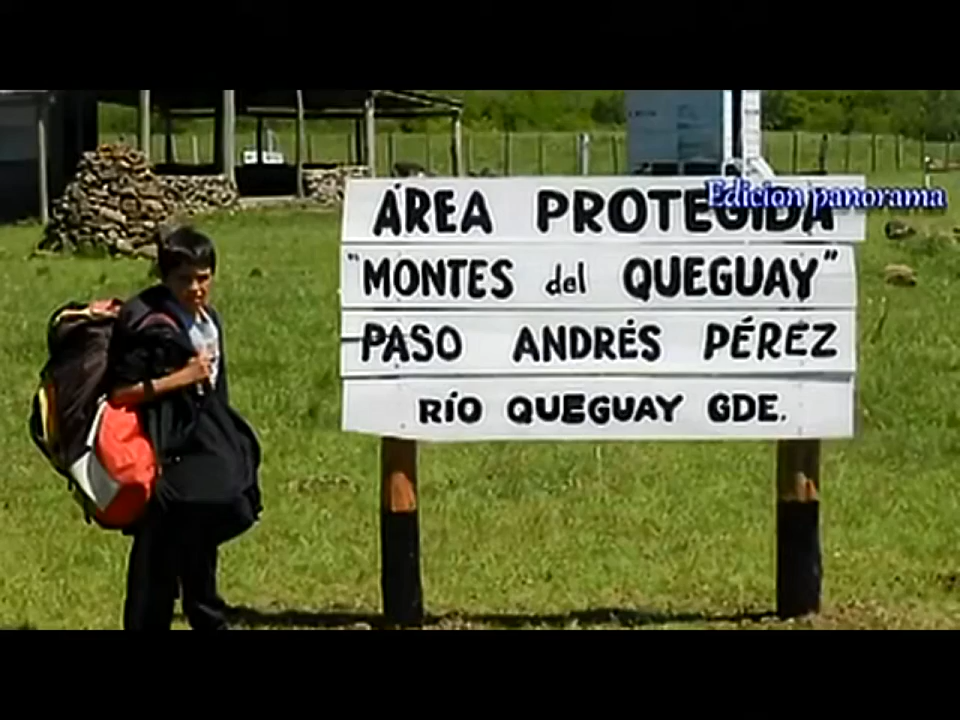 Edicion panorama
ÁREA PROTEGIDA
"MONTES del QUEGUAY"
PASO ANDRÉS PÉREZ
RÍO QUEGUAY GDE.